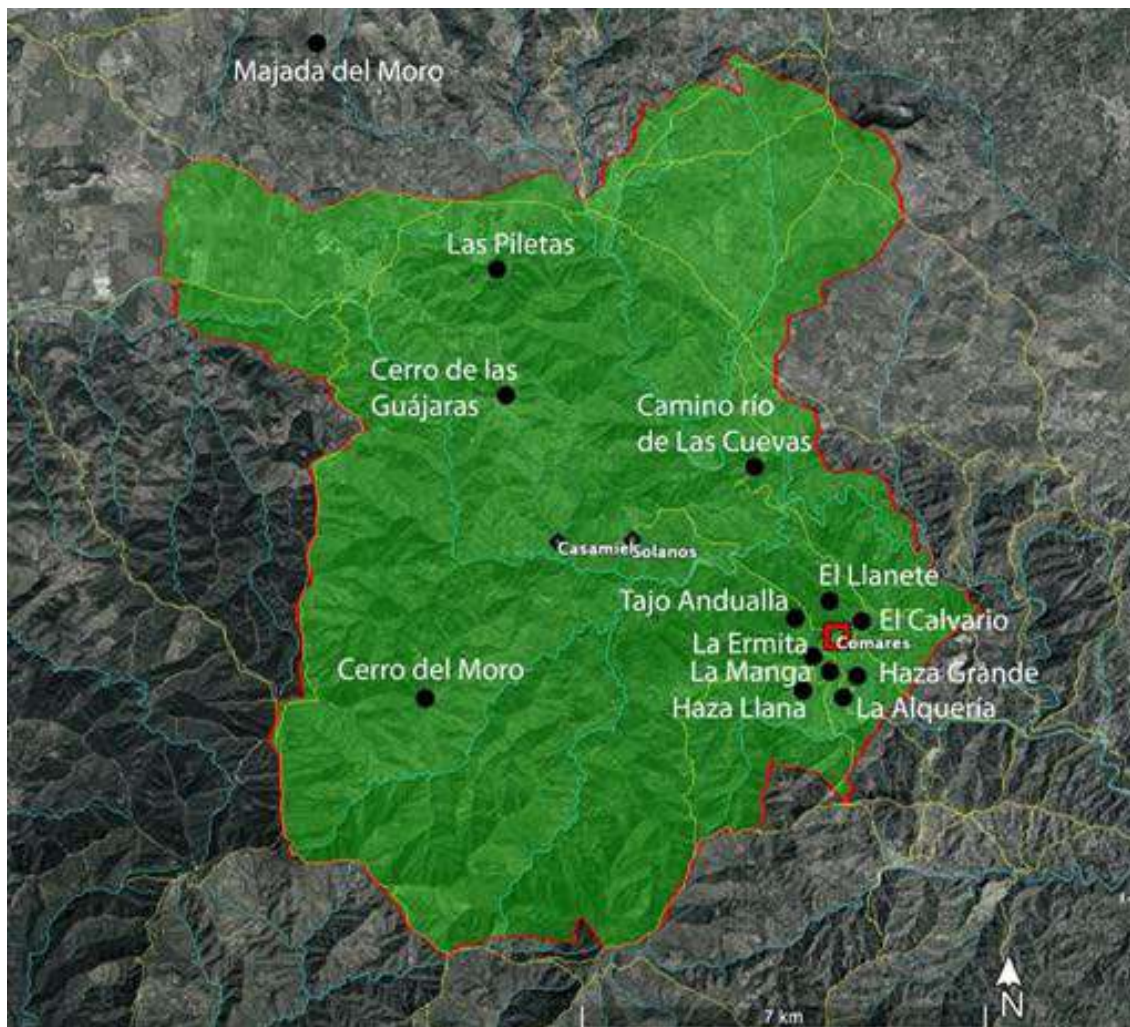 Majada del Moro
Las Piletas
Cerro de las
Guájaras
Camino río
de Las Cuevas
Casamiel
Solanos
El Llanete
Tajo Andualla
El Calvario
Comares
La Ermita
La Manga
Haza Grande
Cerro del Moro
Haza Llana
La Alquería
N
7 km